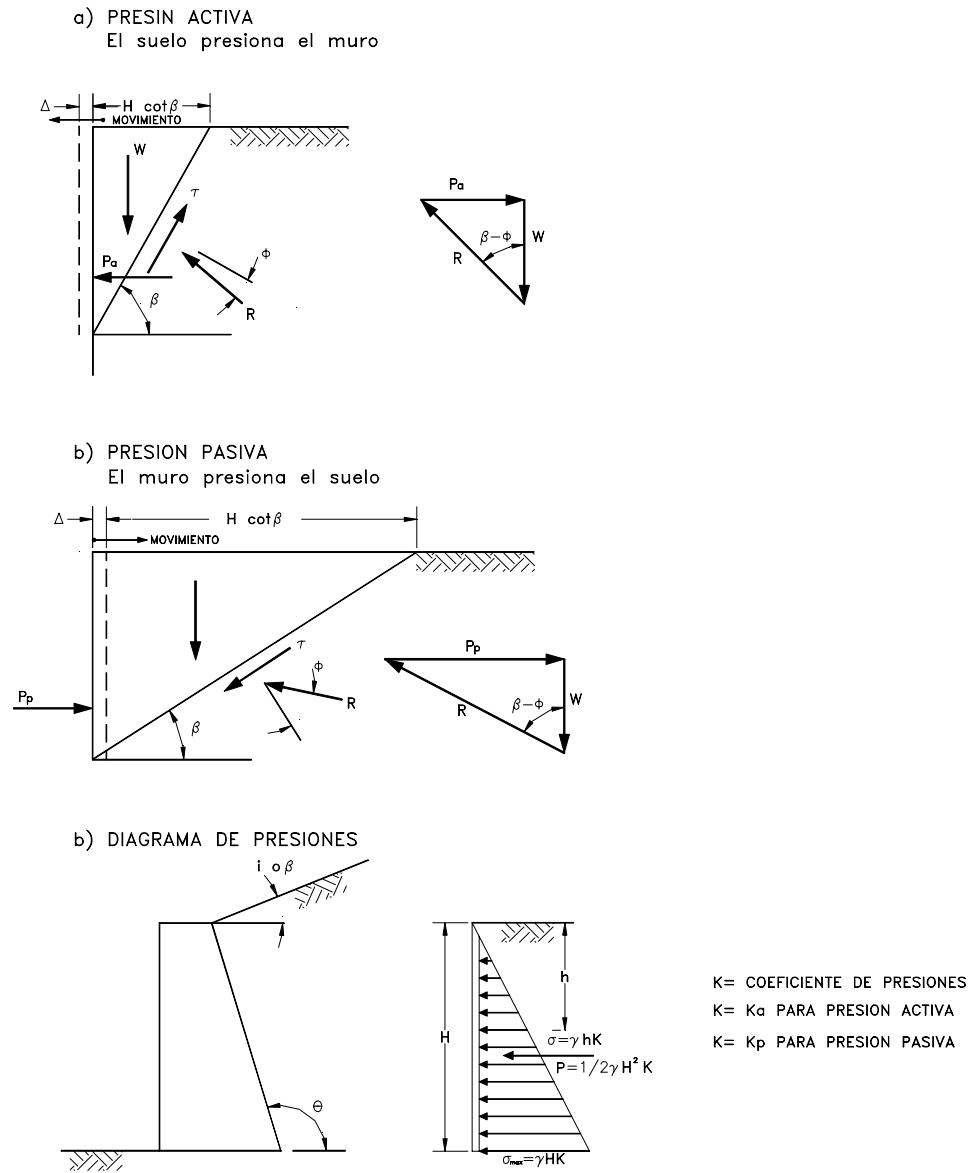 a) PRESIN ACTIVA
El suelo presiona el muro
Δ
H cotβ
MOVIMIENTO
W
τ
Pa
β
ϕ
R
Pa
β-ϕ
W
R
b) PRESION PASIVA
El muro presiona el suelo
Δ
H cotβ
MOVIMIENTO
τ
Pp
β
ϕ
R
Pp
β-ϕ
W
R
b) DIAGRAMA DE PRESIONES
i o β
θ
H
h
σ̄=γhK
P=1/2γH²K
σmax=γHK
K= COEFICIENTE DE PRESIONES
K= Ka PARA PRESION ACTIVA
K= Kp PARA PRESION PASIVA